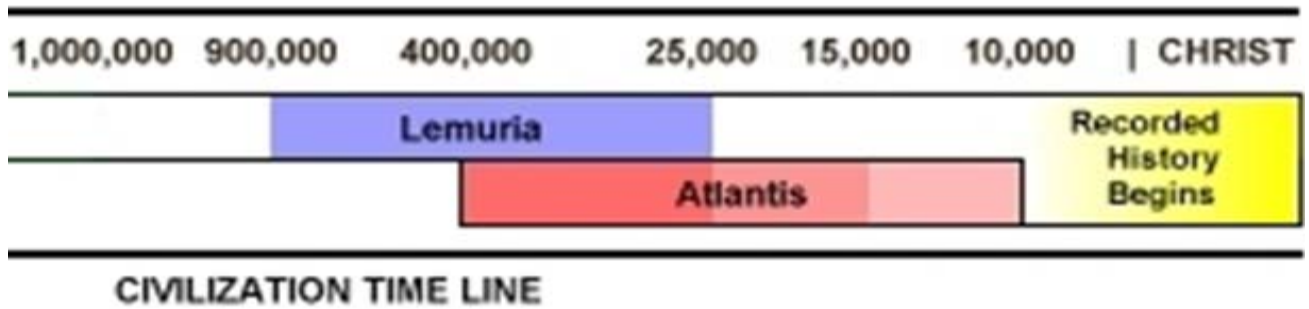 1,000,000 900,000 400,000 25,000 15,000 10,000 | CHRIST
Lemuria
Atlantis
Recorded
History
Begins
CIVILIZATION TIME LINE